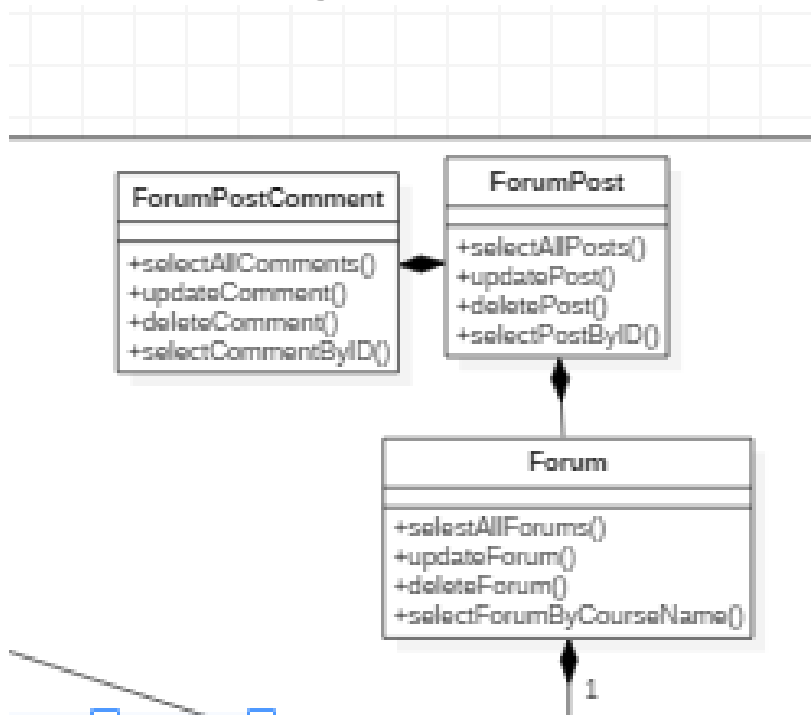 ForumPostComment
+selectAllComments()
+updateComment()
+deleteComment()
+selectCommentByID()
ForumPost
+selectAllPosts()
+updatePost()
+deletePost()
+selectPostByID()
Forum
+selestAllForums()
+updateForum()
+deleteForum()
+selectForumByCourseName()
1